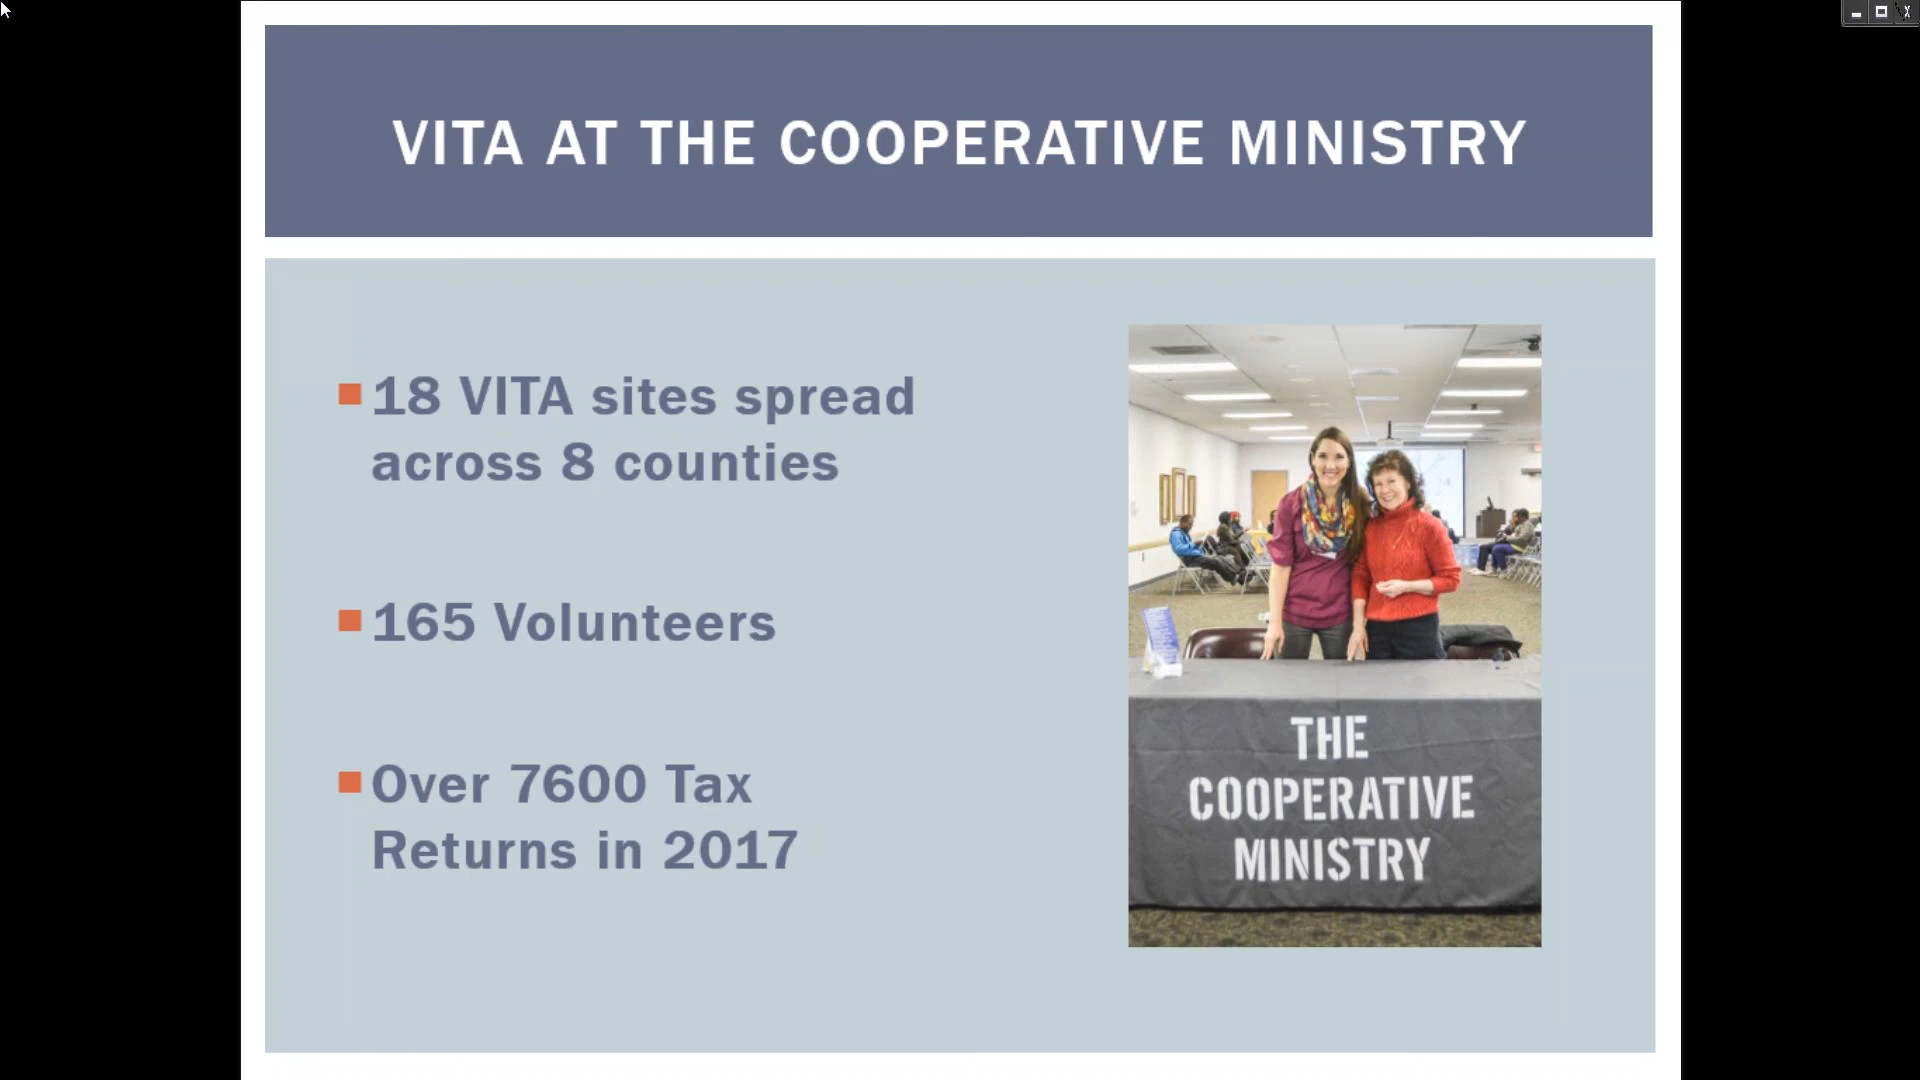 VITA AT THE COOPERATIVE MINISTRY
18 VITA sites spread
across 8 counties
165 Volunteers
Over 7600 Tax
Returns in 2017
THE
COOPERATIVE
MINISTRY